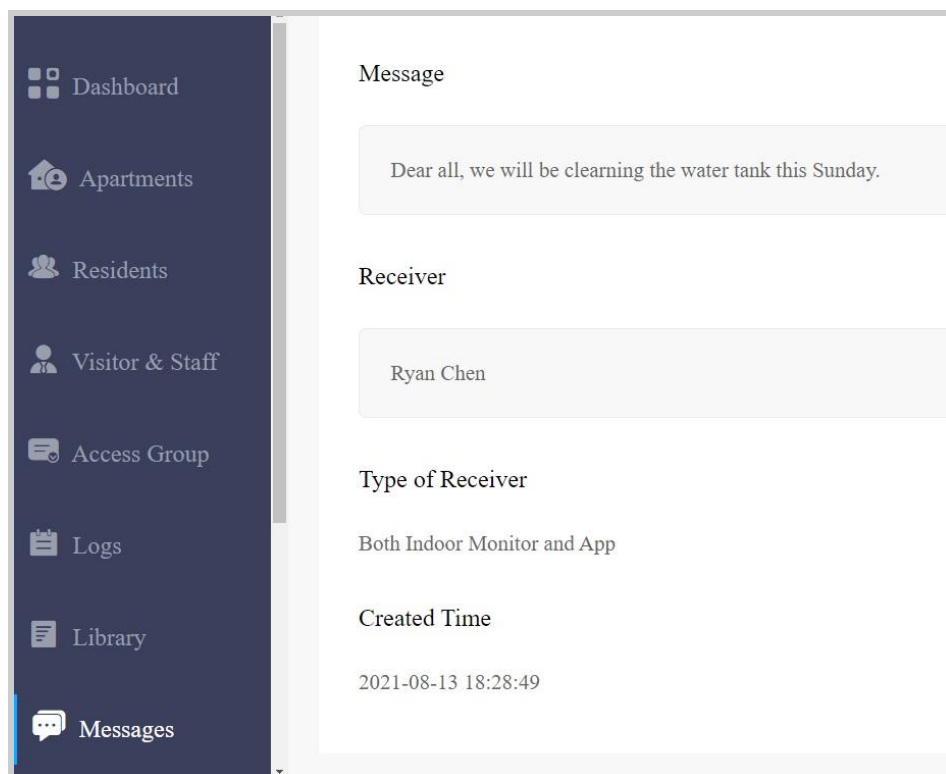 Dashboard
Apartments
Residents
Visitor & Staff
Access Group
Logs
Library
Messages
Message
Dear all, we will be clearning the water tank this Sunday.
Receiver
Ryan Chen
Type of Receiver
Both Indoor Monitor and App
Created Time
2021-08-13 18:28:49